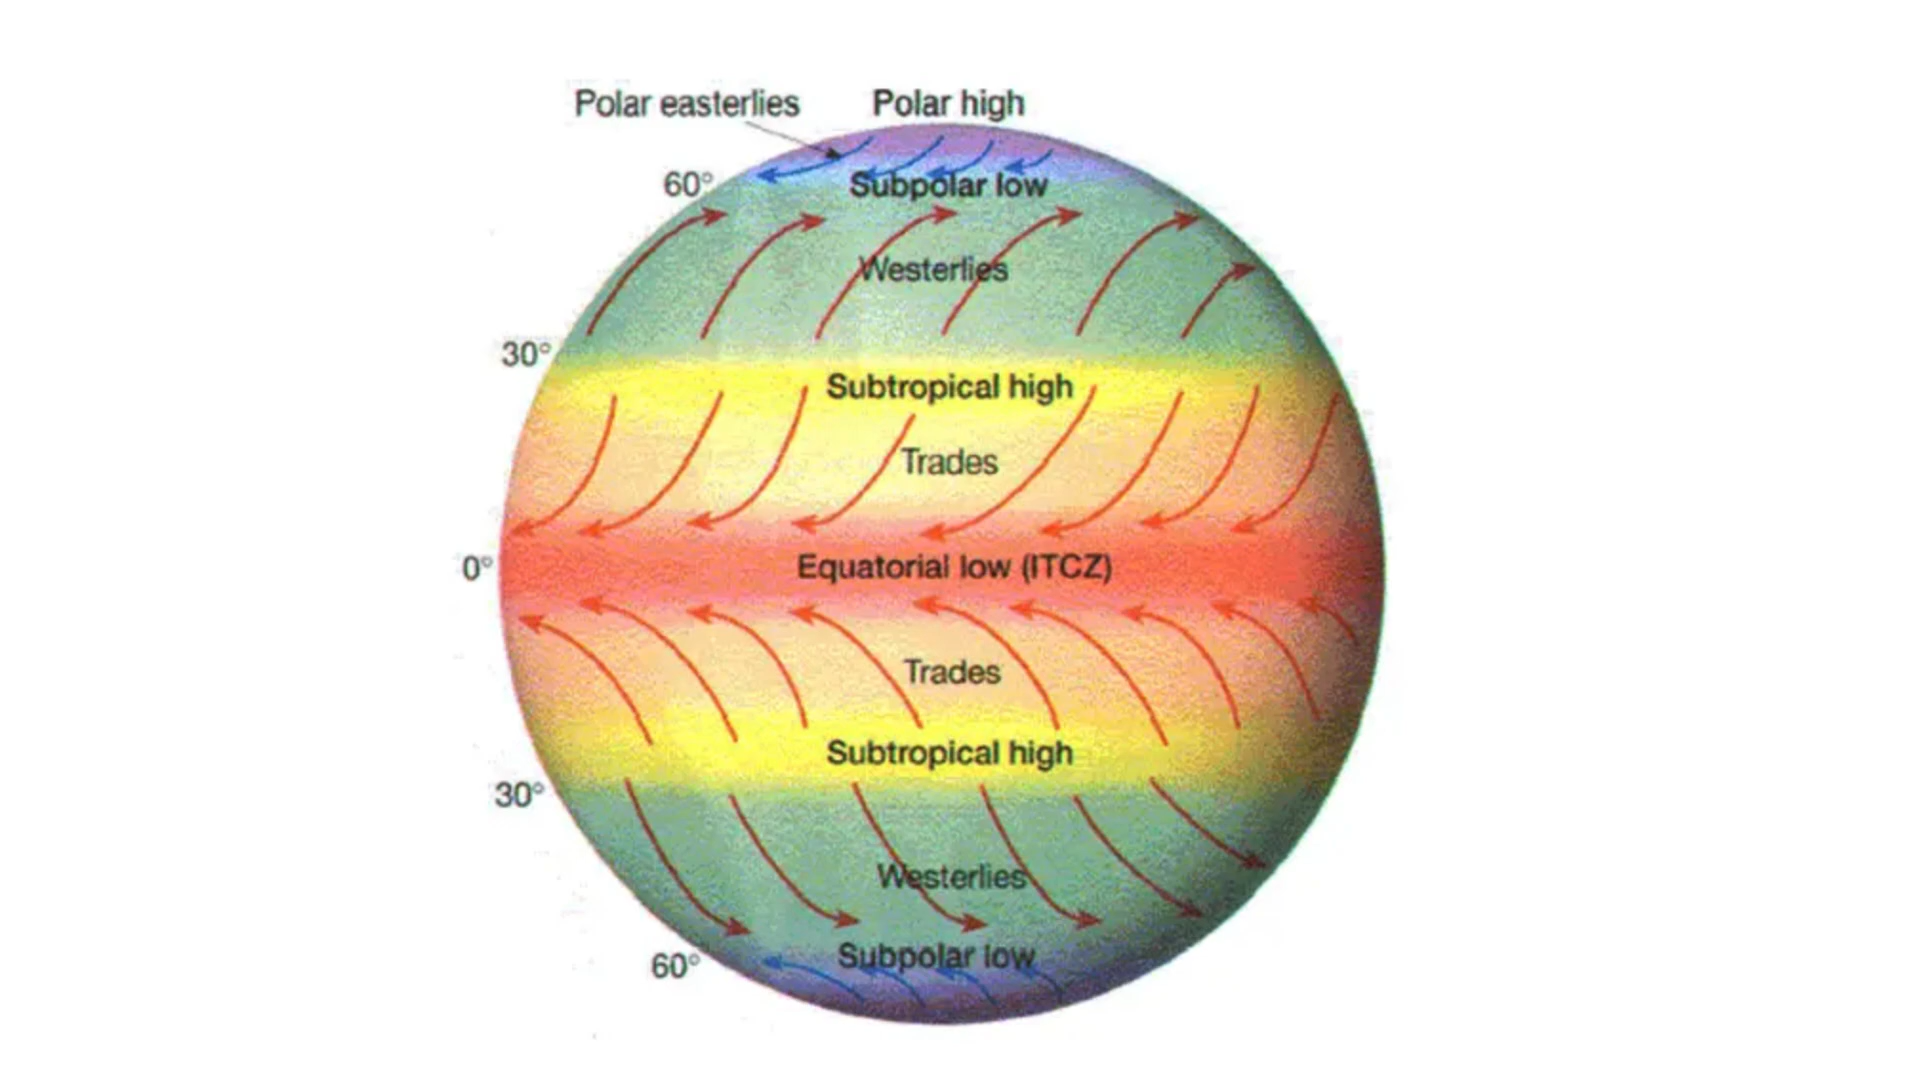 Polar easterlies
Polar high
60°
Subpolar low
Westerlies
30°
Subtropical high
Trades
0°
Equatorial low (ITCZ)
Trades
Subtropical high
30°
Westerlies
Subpolar low
60°